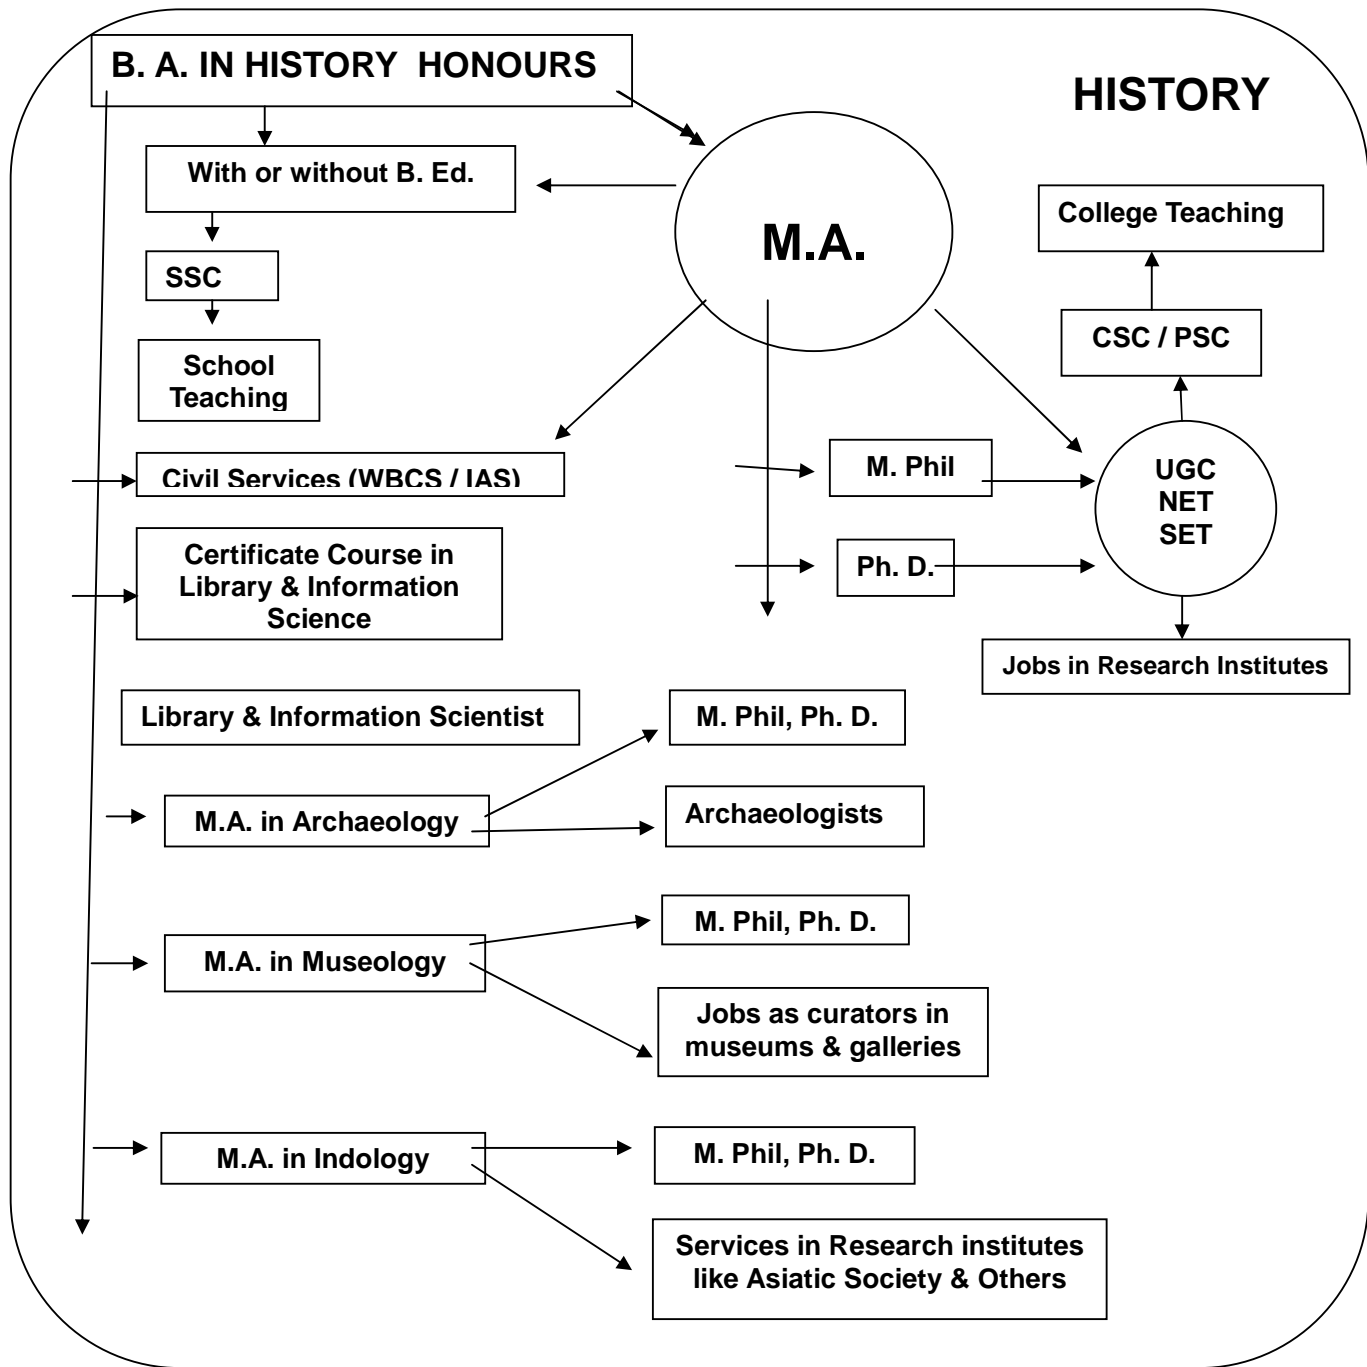 B. A. IN HISTORY HONOURS
HISTORY
With or without B. Ed.
M.A.
College Teaching
SSC
CSC / PSC
School
Teaching
Civil Services (WBCS / IAS)
M. Phil
UGC
NET
SET
Certificate Course in
Library & Information
Science
Ph. D.
Jobs in Research Institutes
Library & Information Scientist
M. Phil, Ph. D.
M.A. in Archaeology
Archaeologists
M.A. in Museology
M. Phil, Ph. D.
Jobs as curators in
museums & galleries
M.A. in Indology
M. Phil, Ph. D.
Services in Research institutes
like Asiatic Society & Others